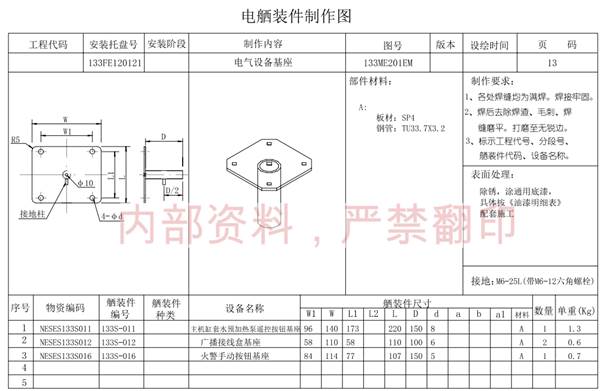 电舾装件制作图
工程代码 安装托盘号 安装阶段 制作内容 图号 版本 设绘时间 页 码
133FE120121 电气设备基座 133ME201EM 13
部件材料:
A:
板材: SP4
钢管: TU33.7X3.2
制作要求:
1、各处焊缝均为满焊。焊接牢固。
2、焊后去除焊渣、毛刺、焊
缝磨平。打磨至无锐边。
3、标示工程代号、分段号、
舾装件代码、设备名称。
表面处理:
除锈，涂通用底漆，
具体按《油漆明细表》
配套施工
接地: M6-25L(带M6-12六角螺栓)
W
W1
R5
L1
L
φ10
接地柱
4-φd
D
D/2
内部资料，严禁翻印
序号 物资编码 舾装件编号 舾装件种类 设备名称 舾装件尺寸 数量 单重(Kg)
W1 W L1 L2 L D d a b a1 材料
1 NESES133S011 133S-011 主机缸套水预加热泵遥控按钮基座 96 140 173 220 150 8 A 1 1.3
2 NESES133S012 133S-012 广播接线盒基座 58 110 58 110 100 6 A 2 0.6
3 NESES133S016 133S-016 火警手动按钮基座 84 114 77 107 150 5 A 1 0.7
4
5